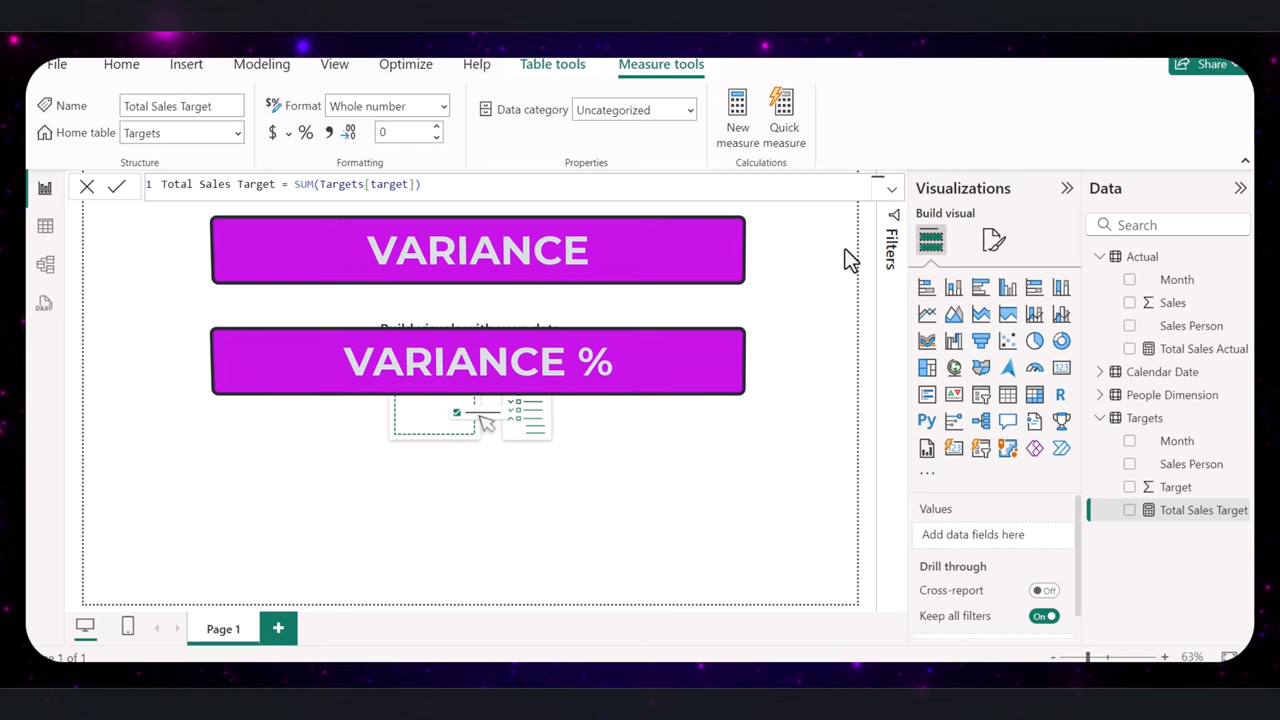 File Home Insert Modeling View Optimize Help Table tools Measure tools Share
Name Total Sales Target Format Whole number Data category Uncategorized
Home table Targets $ % 0 New measure Quick measure
Structure Formatting Properties Calculations
1 Total Sales Target = SUM(Targets[target])
VARIANCE
VARIANCE %
Filters
Visualizations
Build visual
Values
Add data fields here
Drill through
Cross-report Off
Keep all filters On
Data
Search
Actual
Month
Sales
Sales Person
Total Sales Actual
Calendar Date
People Dimension
Targets
Month
Sales Person
Target
Total Sales Target
Page 1
1 of 1
63%